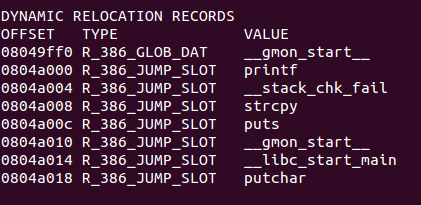 DYNAMIC RELOCATION RECORDS
OFFSET   TYPE              VALUE
08049ff0 R_386_GLOB_DAT    __gmon_start__
0804a000 R_386_JUMP_SLOT   printf
0804a004 R_386_JUMP_SLOT   __stack_chk_fail
0804a008 R_386_JUMP_SLOT   strcpy
0804a00c R_386_JUMP_SLOT   puts
0804a010 R_386_JUMP_SLOT   __gmon_start__
0804a014 R_386_JUMP_SLOT   __libc_start_main
0804a018 R_386_JUMP_SLOT   putchar